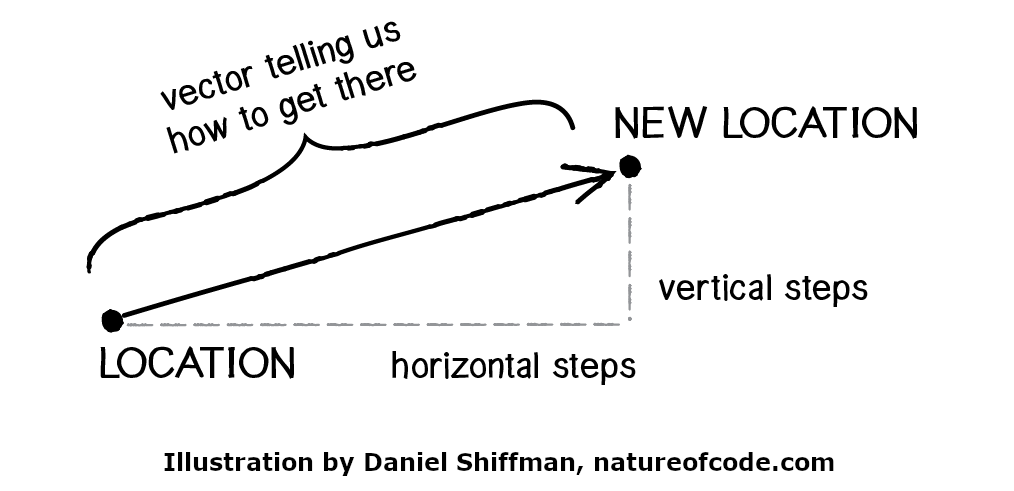 vector telling us
how to get there
NEW LOCATION
vertical steps
LOCATION
horizontal steps
Illustration by Daniel Shiffman, natureofcode.com